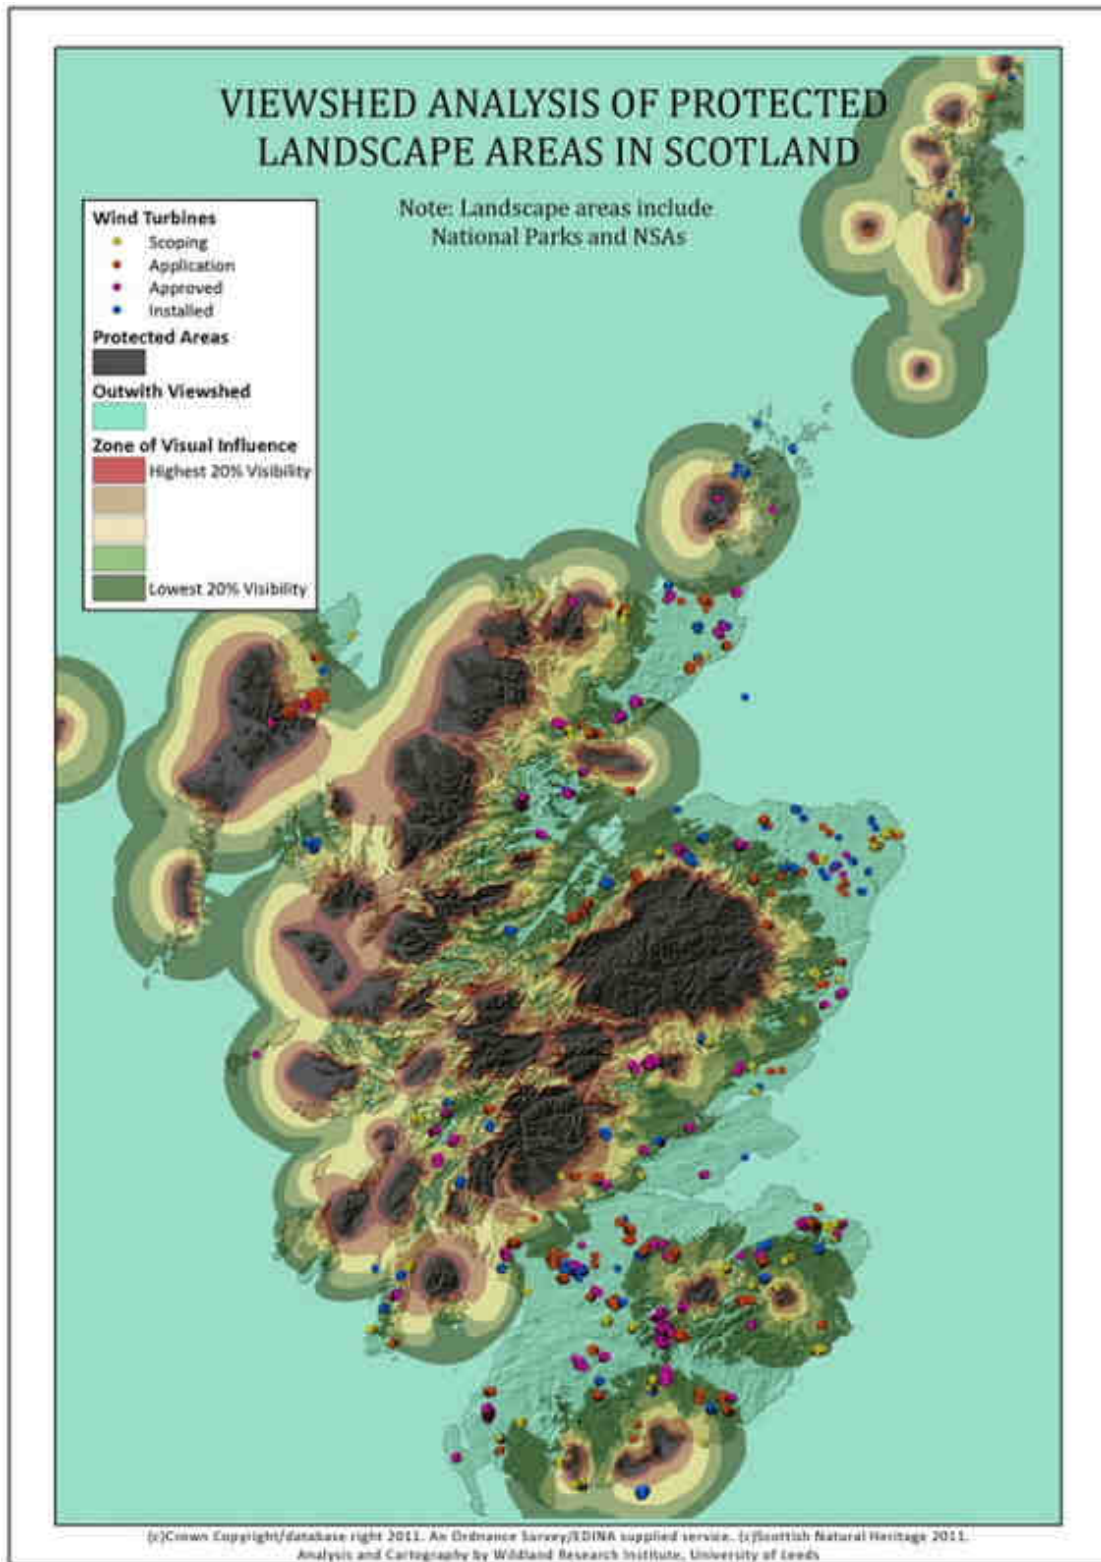 VIEWSHED ANALYSIS OF PROTECTED
LANDSCAPE AREAS IN SCOTLAND
Note: Landscape areas include
National Parks and NSAs
Wind Turbines
Scoping
Application
Approved
Installed
Protected Areas
Outwith Viewshed
Zone of Visual Influence
Highest 20% Visibility
Lowest 20% Visibility
(c)Crown Copyright/database right 2011. An Ordnance Survey/EDINA supplied service. (c)Scottish Natural Heritage 2011.
Analysis and Cartography by Wildland Research Institute, University of Leeds